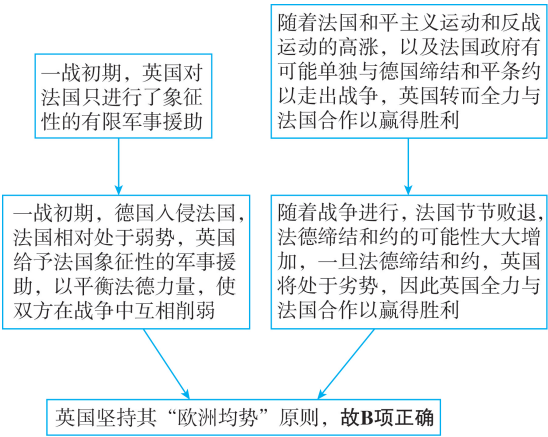 一战初期，英国对
法国只进行了象征
性的有限军事援助
随着法国和平主义运动和反战
运动的高涨，以及法国政府有
可能单独与德国缔结和平条约
以走出战争，英国转而全力与
法国合作以赢得胜利
一战初期，德国入侵法国，
法国相对处于弱势，英国
给予法国象征性的军事援
助，以平衡法德力量，使
双方在战争中互相削弱
随着战争进行，法国节节败退，
法德缔结和约的可能性大大增
加，一旦法德缔结和约，英国
将处于劣势，因此英国全力与
法国合作以赢得胜利
英国坚持其“欧洲均势”原则，故B项正确